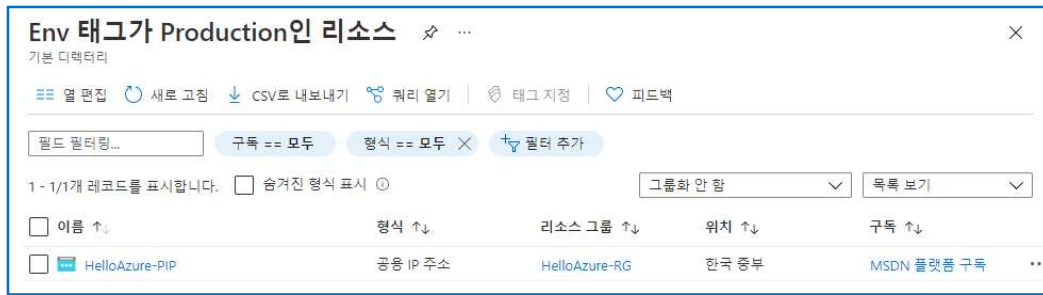 Env 태그가 Production인 리소스
기본 디렉터리
열 편집 새로 고침 CSV로 내보내기 쿼리 열기 태그 지정 피드백
필드 필터링... 구독 == 모두 형식 == 모두 필터 추가
1 - 1/1개 레코드를 표시합니다. 숨겨진 형식 표시 그룹화 안 함 목록 보기
이름 형식 리소스 그룹 위치 구독
HelloAzure-PIP 공용 IP 주소 HelloAzure-RG 한국 중부 MSDN 플랫폼 구독